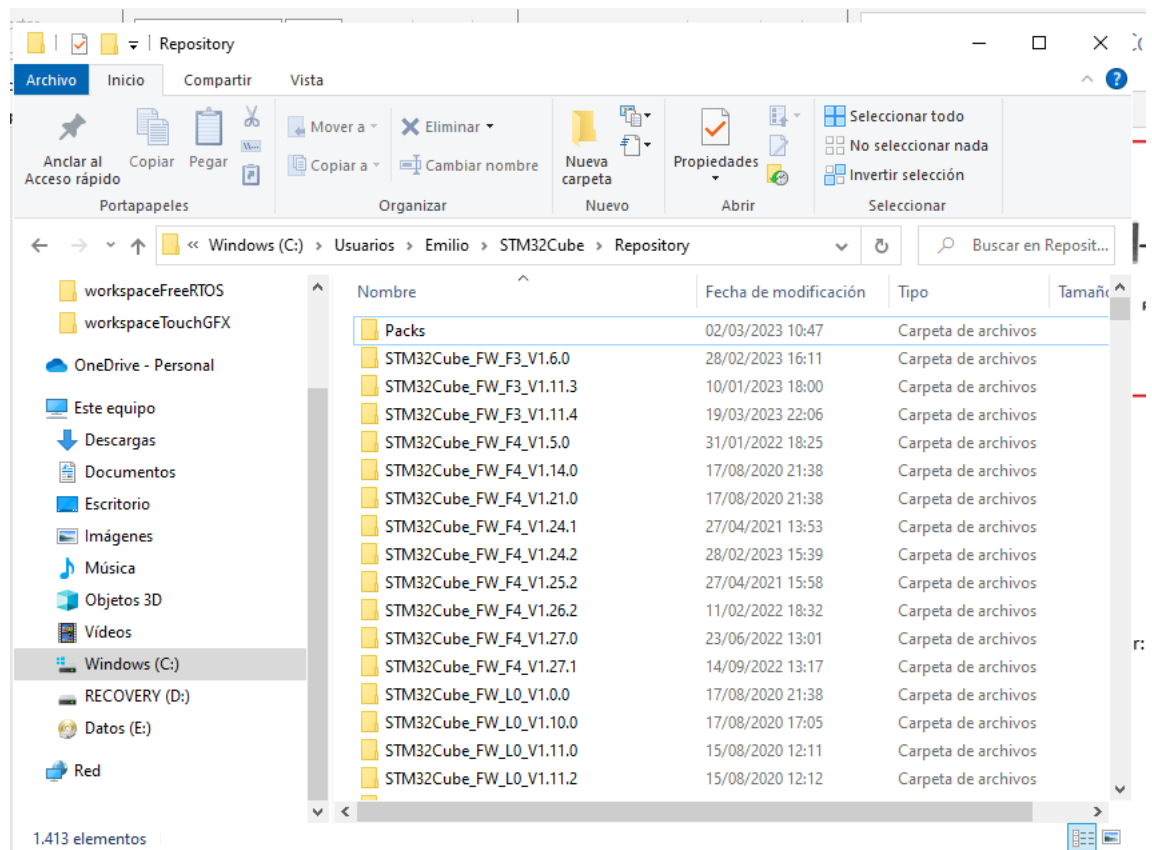 Repository
Archivo Inicio Compartir Vista
Anclar al Acceso rápido
Copiar
Pegar
Portapapeles
Mover a
Copiar a
Eliminar
Cambiar nombre
Organizar
Nueva carpeta
Nuevo
Propiedades
Abrir
Seleccionar todo
No seleccionar nada
Invertir selección
Seleccionar
« Windows (C:) > Usuarios > Emilio > STM32Cube > Repository
Buscar en Reposit...
workspaceFreeRTOS
workspaceTouchGFX
OneDrive - Personal
Este equipo
Descargas
Documentos
Escritorio
Imágenes
Música
Objetos 3D
Vídeos
Windows (C:)
RECOVERY (D:)
Datos (E:)
Red
Nombre Fecha de modificación Tipo
Packs 02/03/2023 10:47 Carpeta de archivos
STM32Cube_FW_F3_V1.6.0 28/02/2023 16:11 Carpeta de archivos
STM32Cube_FW_F3_V1.11.3 10/01/2023 18:00 Carpeta de archivos
STM32Cube_FW_F3_V1.11.4 19/03/2023 22:06 Carpeta de archivos
STM32Cube_FW_F4_V1.5.0 31/01/2022 18:25 Carpeta de archivos
STM32Cube_FW_F4_V1.14.0 17/08/2020 21:38 Carpeta de archivos
STM32Cube_FW_F4_V1.21.0 17/08/2020 21:38 Carpeta de archivos
STM32Cube_FW_F4_V1.24.1 27/04/2021 13:53 Carpeta de archivos
STM32Cube_FW_F4_V1.24.2 28/02/2023 15:39 Carpeta de archivos
STM32Cube_FW_F4_V1.25.2 27/04/2021 15:58 Carpeta de archivos
STM32Cube_FW_F4_V1.26.2 11/02/2022 18:32 Carpeta de archivos
STM32Cube_FW_F4_V1.27.0 23/06/2022 13:01 Carpeta de archivos
STM32Cube_FW_F4_V1.27.1 14/09/2022 13:17 Carpeta de archivos
STM32Cube_FW_L0_V1.0.0 17/08/2020 21:38 Carpeta de archivos
STM32Cube_FW_L0_V1.10.0 17/08/2020 17:05 Carpeta de archivos
STM32Cube_FW_L0_V1.11.0 15/08/2020 12:11 Carpeta de archivos
STM32Cube_FW_L0_V1.11.2 15/08/2020 12:12 Carpeta de archivos
1.413 elementos